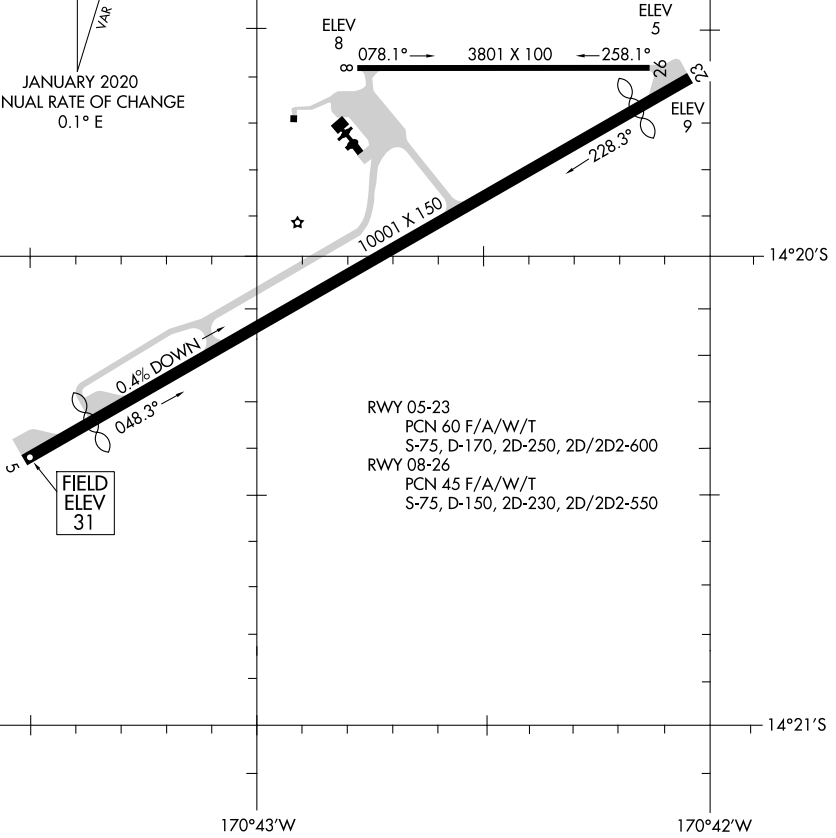 VAR
JANUARY 2020
NUAL RATE OF CHANGE
0.1° E
ELEV
8
078.1°
3801 X 100
258.1°
ELEV
5
8
26
23
ELEV
9
228.3°
10001 X 150
14°20'S
0.4% DOWN
048.3°
5
FIELD
ELEV
31
RWY 05-23
PCN 60 F/A/W/T
S-75, D-170, 2D-250, 2D/2D2-600
RWY 08-26
PCN 45 F/A/W/T
S-75, D-150, 2D-230, 2D/2D2-550
14°21'S
170°43'W
170°42'W